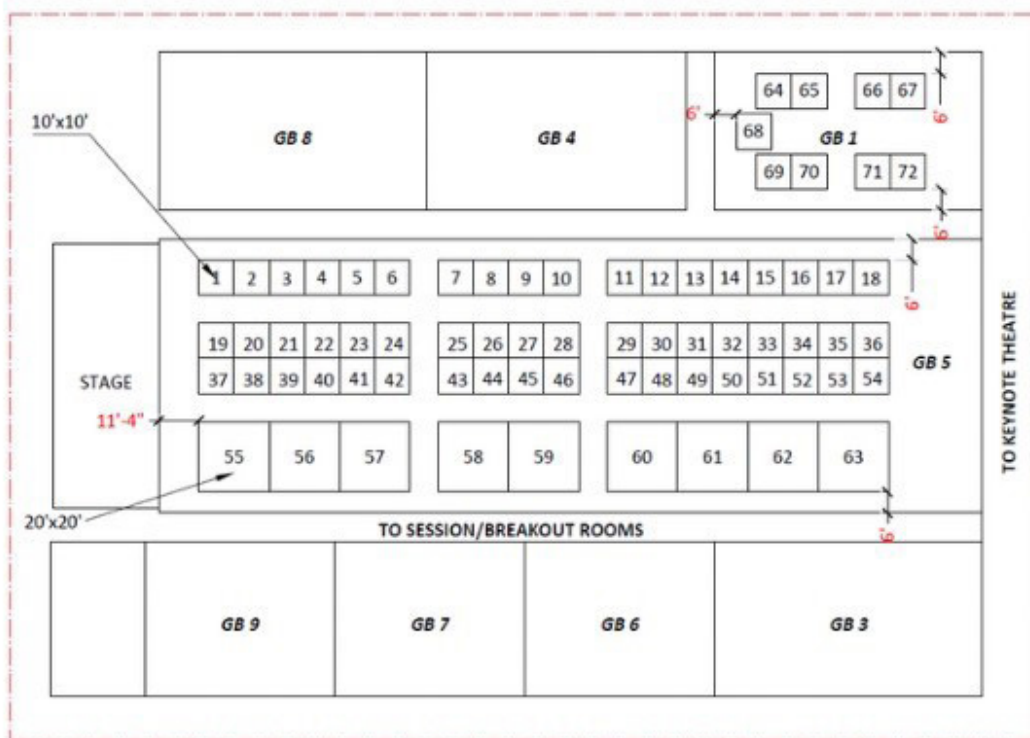 64 65 66 67
10'x10'
6'
6'
GB 8 GB 4 68 GB 1
69 70 71 72
6'
1 2 3 4 5 6 7 8 9 10 11 12 13 14 15 16 17 18
6'
19 20 21 22 23 24 25 26 27 28 29 30 31 32 33 34 35 36
GB 5
STAGE
37 38 39 40 41 42 43 44 45 46 47 48 49 50 51 52 53 54
TO KEYNOTE THEATRE
11'-4"
55 56 57 58 59 60 61 62 63
20'x20'
TO SESSION/BREAKOUT ROOMS
6'
GB 9 GB 7 GB 6 GB 3